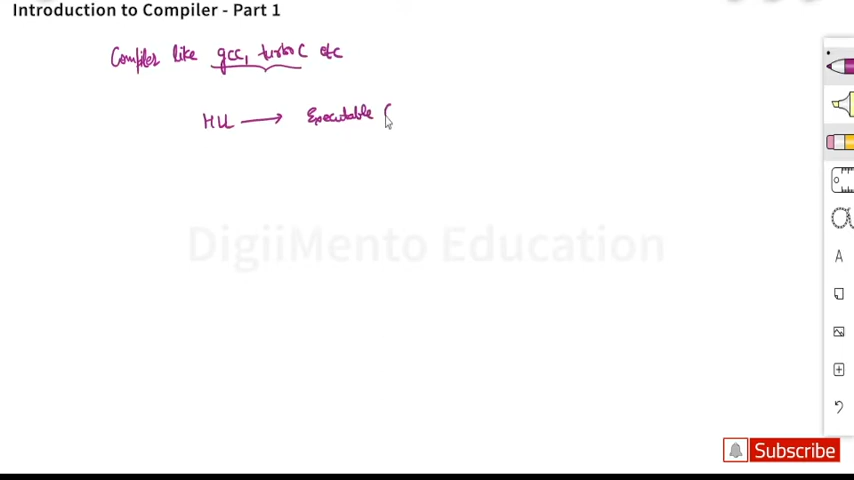 Introduction to Compiler - Part 1
Compiler like gcc, turbo C etc
HLL → Executable (
DigiiMento Education
A
Subscribe